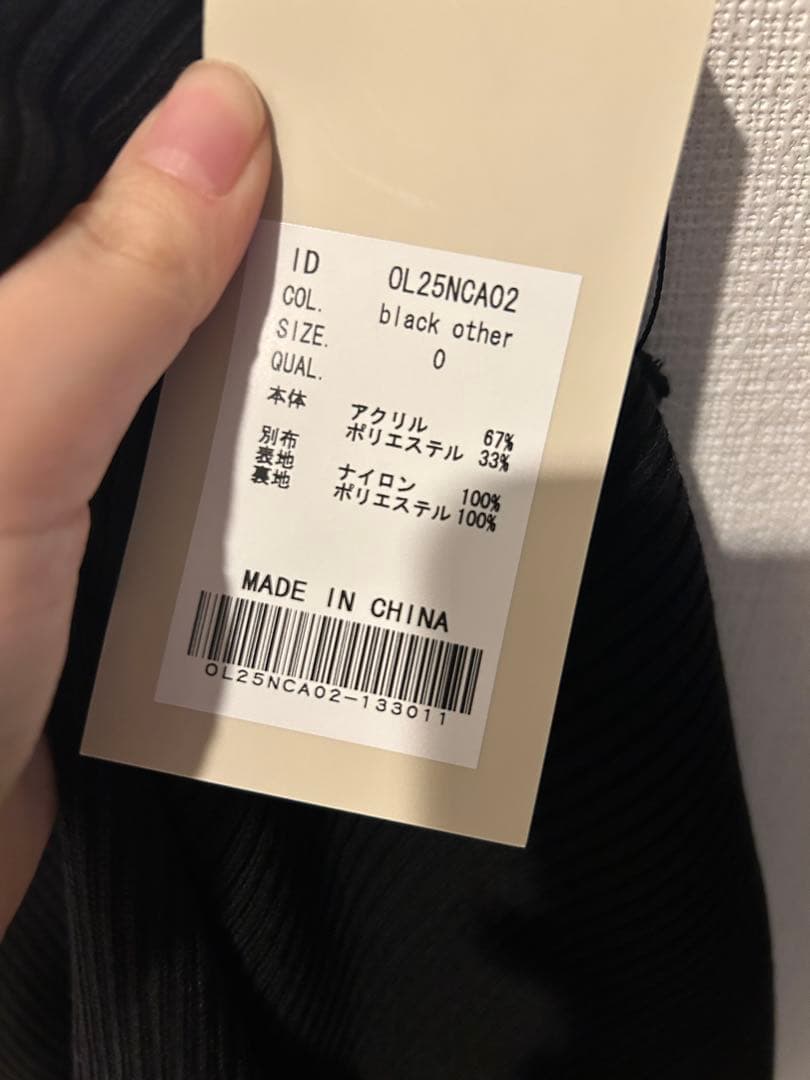 ID OL25NCA02
COL. black other
SIZE. 0
QUAL.
本体 アクリル 67%
ポリエステル 33%
別布
表地 ナイロン 100%
裏地 ポリエステル 100%
MADE IN CHINA
OL25NCA02-133011